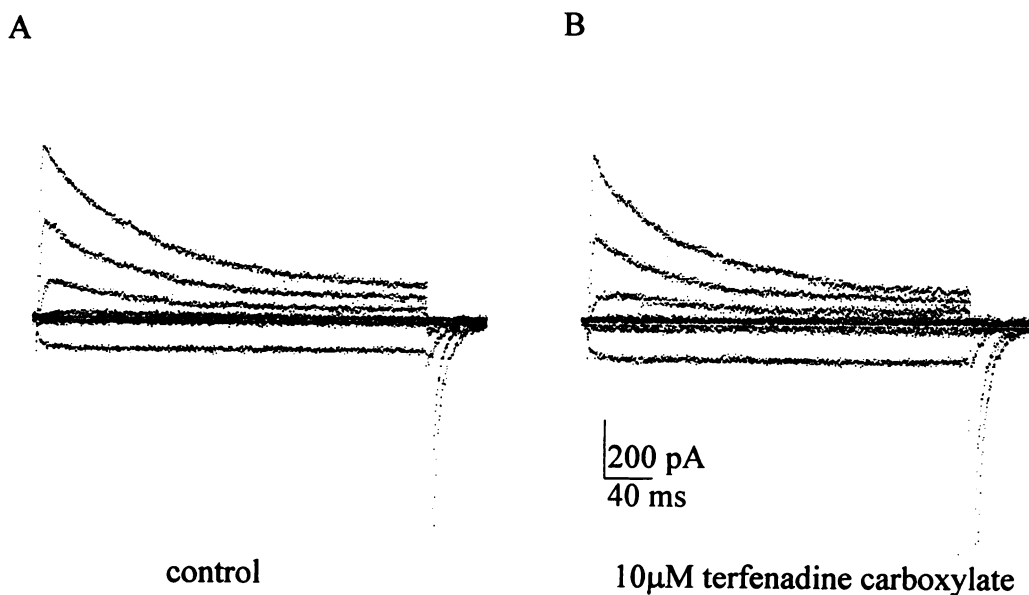 A
B
200 pA
40 ms
control
10μM terfenadine carboxylate